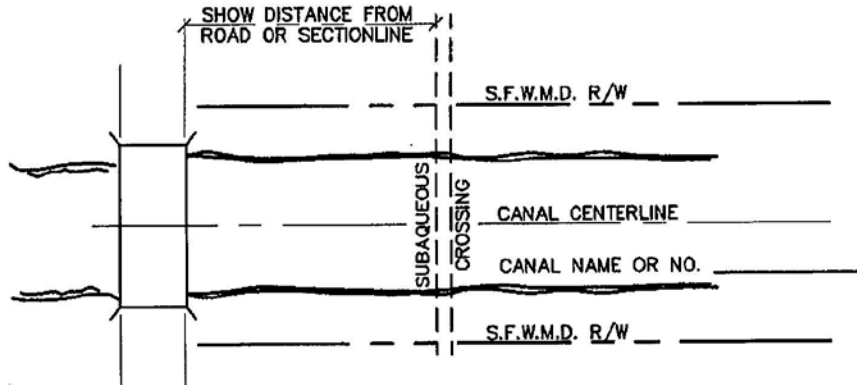 SHOW DISTANCE FROM
ROAD OR SECTIONLINE
S.F.W.M.D. R/W
SUBAQUEOUS
CROSSING
CANAL CENTERLINE
CANAL NAME OR NO.
S.F.W.M.D. R/W